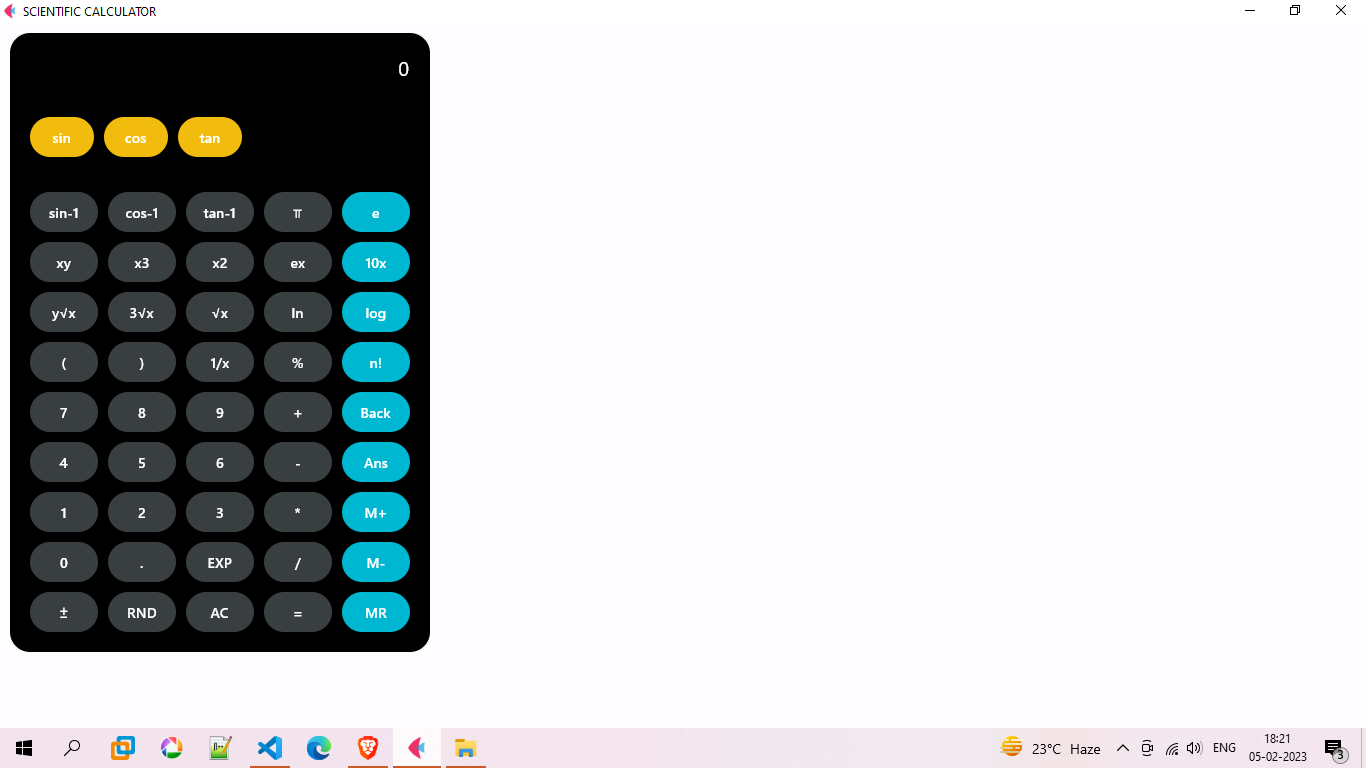 SCIENTIFIC CALCULATOR
0
sin cos tan
sin-1 cos-1 tan-1 π e
xy x3 x2 ex 10x
y√x 3√x √x ln log
( ) 1/x % n!
7 8 9 + Back
4 5 6 - Ans
1 2 3 * M+
0 . EXP / M-
± RND AC = MR
23°C Haze ENG 18:21
05-02-2023 3